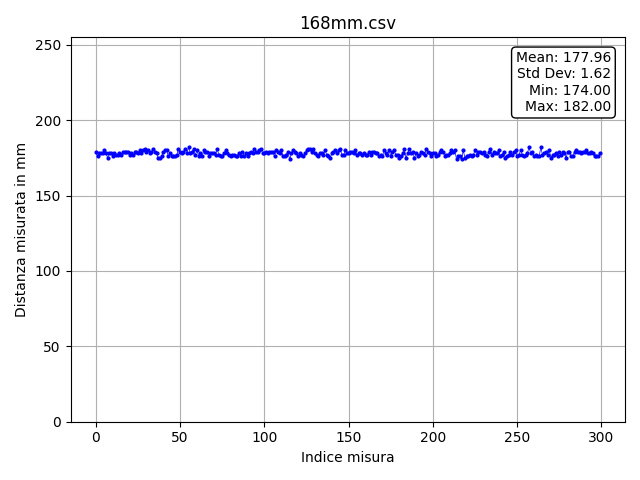 168mm.csv
Mean: 177.96
Std Dev: 1.62
Min: 174.00
Max: 182.00
250
200
150
100
50
0
Distanza misurata in mm
0 50 100 150 200 250 300
Indice misura